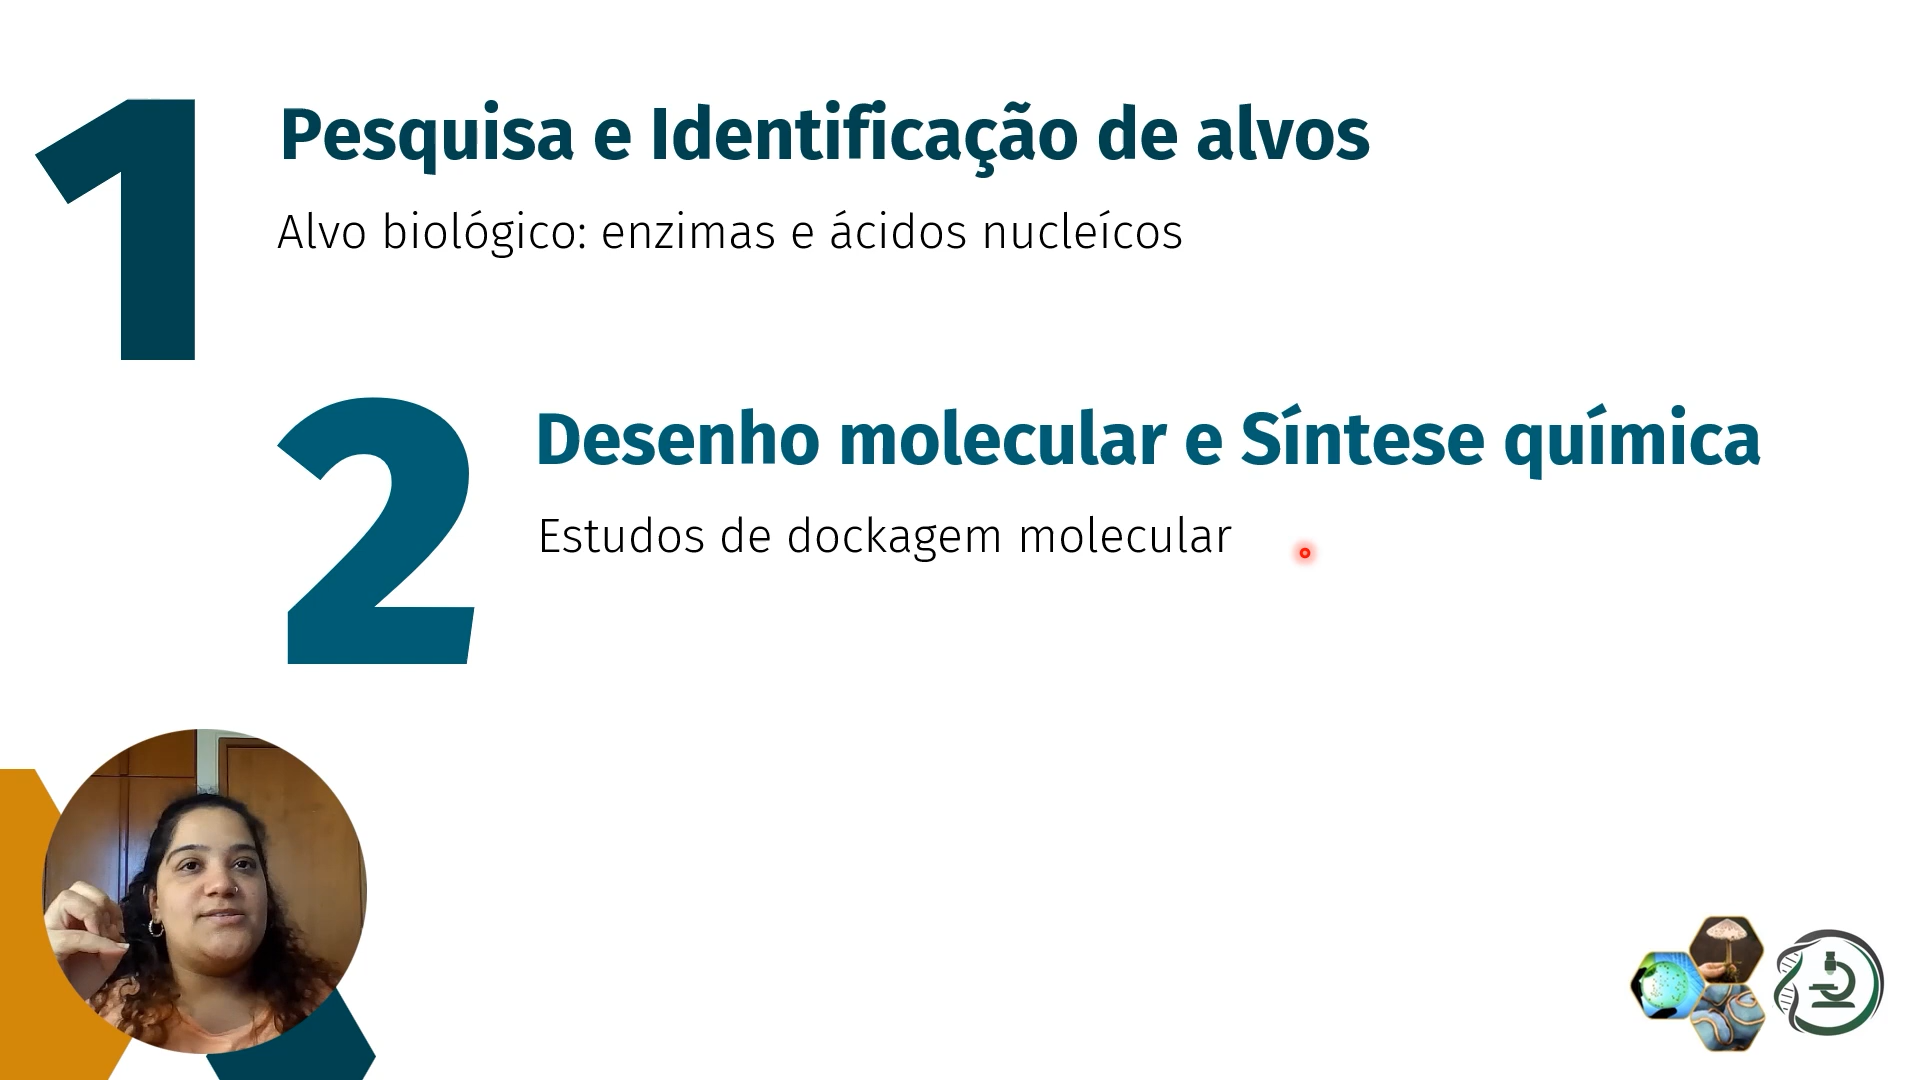 1
Pesquisa e Identificação de alvos
Alvo biológico: enzimas e ácidos nucleícos
2
Desenho molecular e Síntese química
Estudos de dockagem molecular